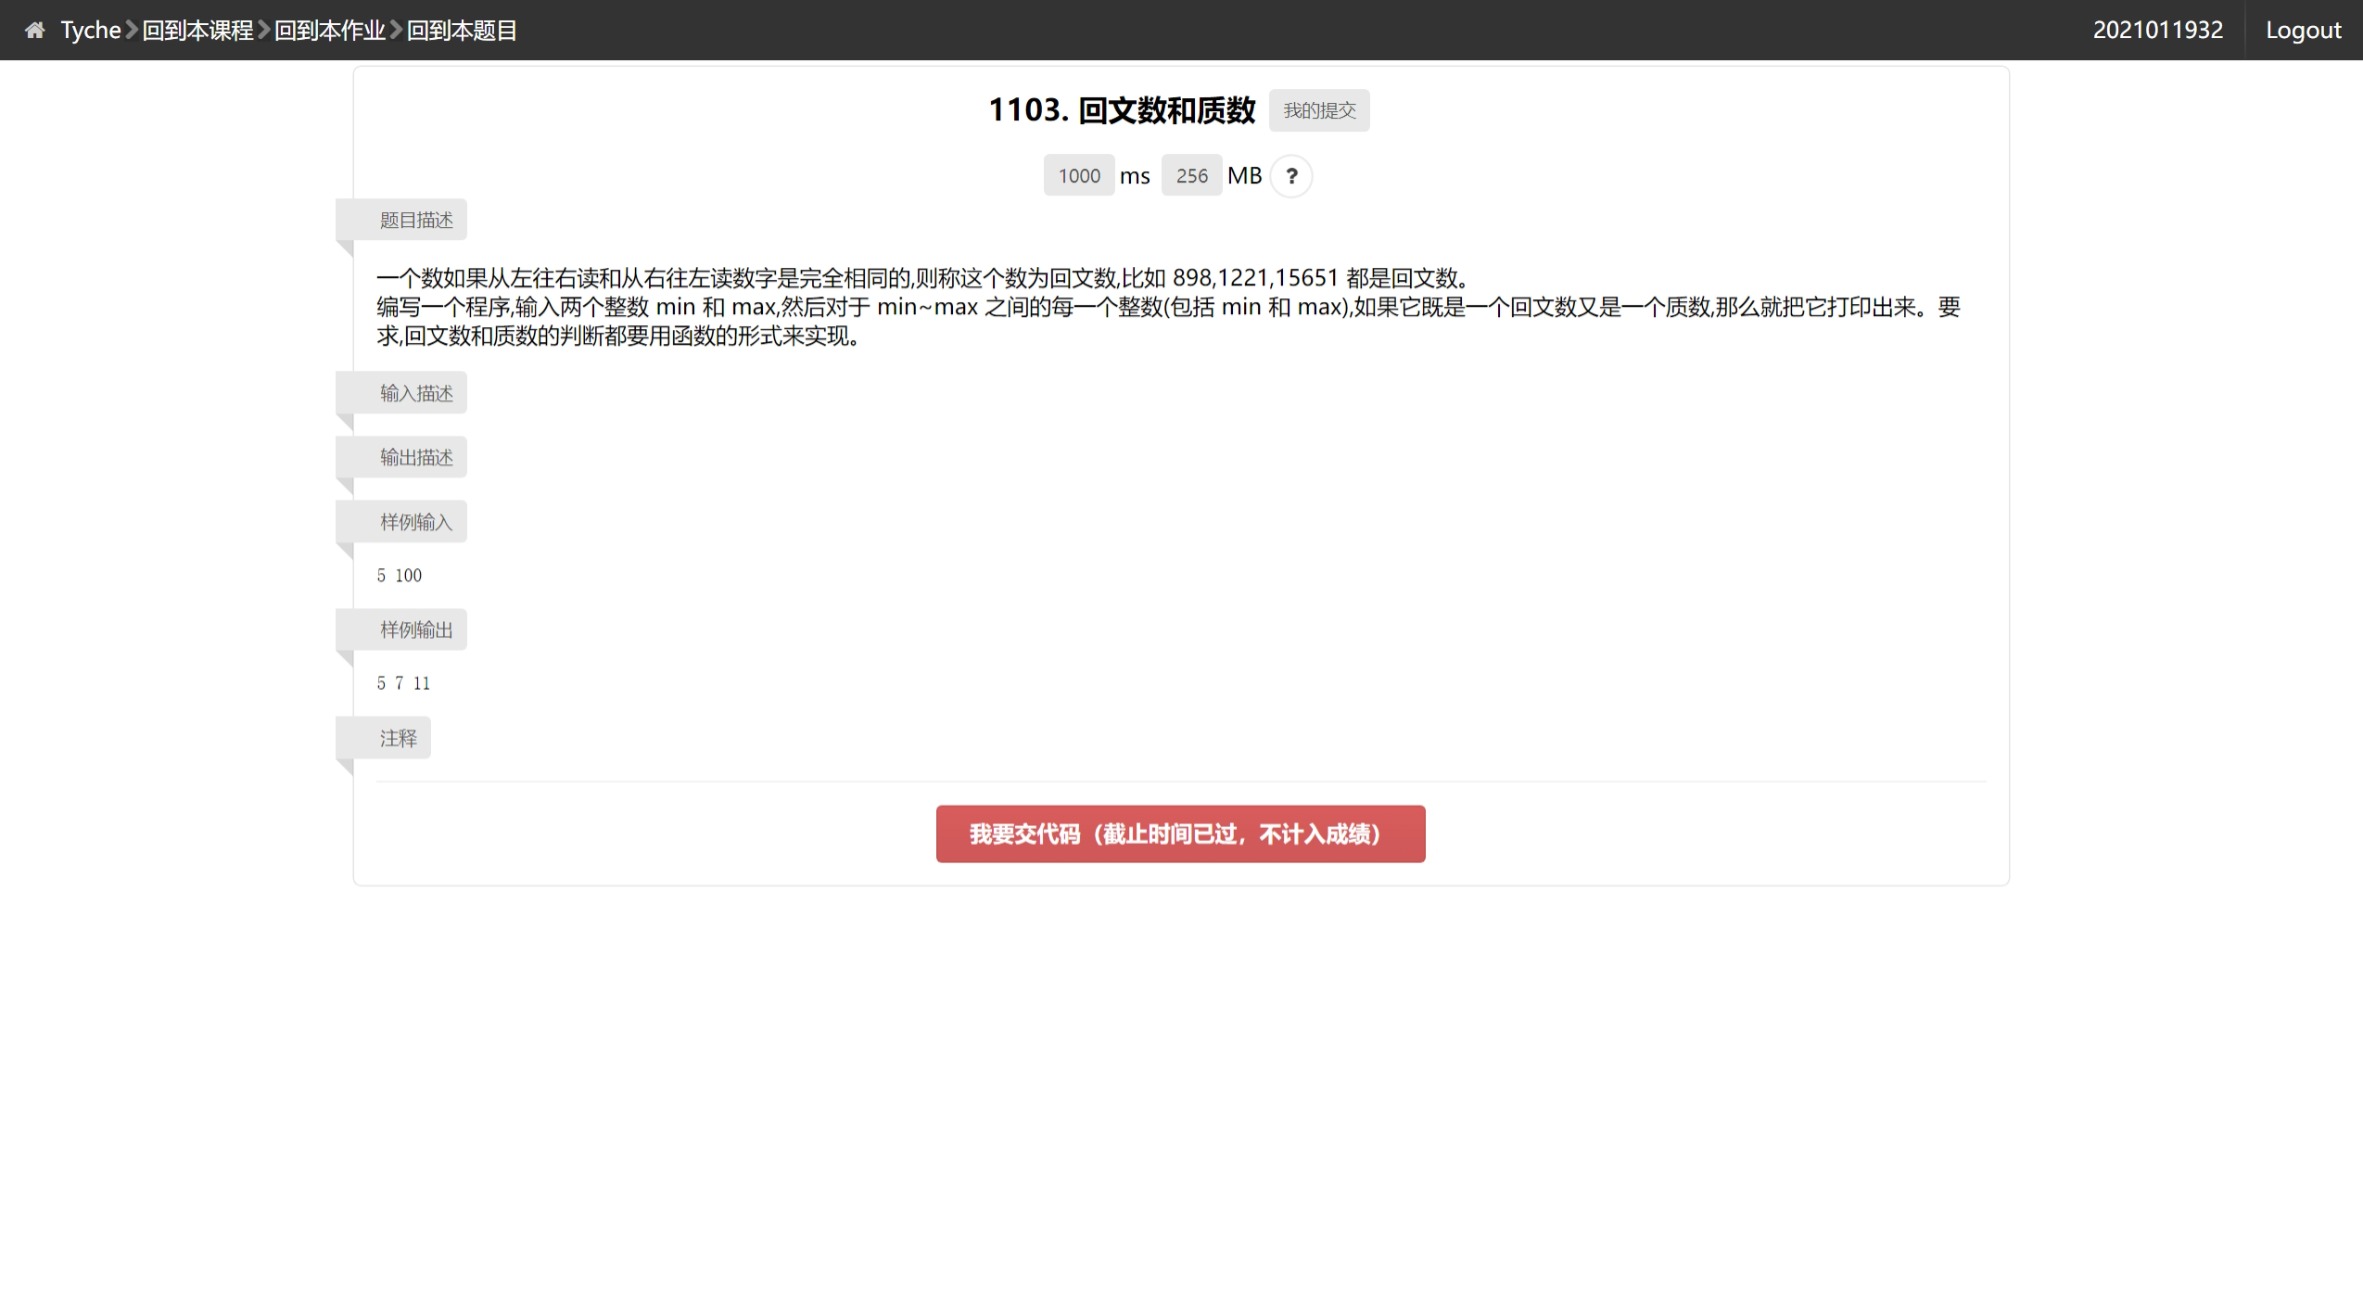 Tyche 回到本课程 回到本作业 回到本题目 2021011932 Logout
1103. 回文数和质数 我的提交
1000 ms 256 MB ?
题目描述
一个数如果从左往右读和从右往左读数字是完全相同的,则称这个数为回文数,比如 898,1221,15651 都是回文数。
编写一个程序,输入两个整数 min 和 max,然后对于 min~max 之间的每一个整数(包括 min 和 max),如果它既是一个回文数又是一个质数,那么就把它打印出来。要
求,回文数和质数的判断都要用函数的形式来实现。
输入描述
输出描述
样例输入
5 100
样例输出
5 7 11
注释
我要交代码（截止时间已过，不计入成绩）